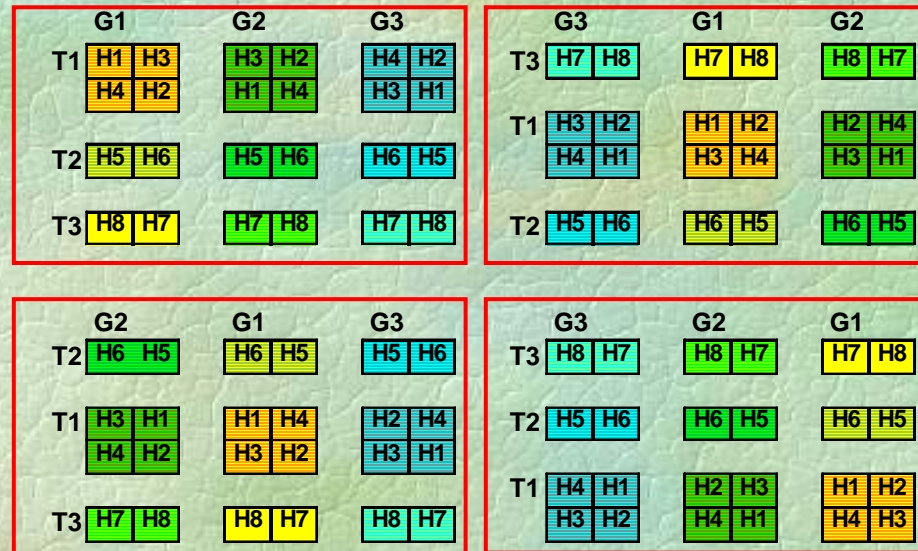 G1 G2 G3
T1 H1 H3 H3 H2 H4 H2
H4 H2 H1 H4 H3 H1
T2 H5 H6 H5 H6 H6 H5
T3 H8 H7 H7 H8 H7 H8
G3 G1 G2
T3 H7 H8 H7 H8 H8 H7
T1 H3 H2 H1 H2 H2 H4
H4 H1 H3 H4 H3 H1
T2 H5 H6 H6 H5 H6 H5
G2 G1 G3
T2 H6 H5 H6 H5 H5 H6
T1 H3 H1 H1 H4 H2 H4
H4 H2 H3 H2 H3 H1
T3 H7 H8 H8 H7 H8 H7
G3 G2 G1
T3 H8 H7 H8 H7 H7 H8
T2 H5 H6 H6 H5 H6 H5
T1 H4 H1 H2 H3 H1 H2
H3 H2 H4 H1 H4 H3